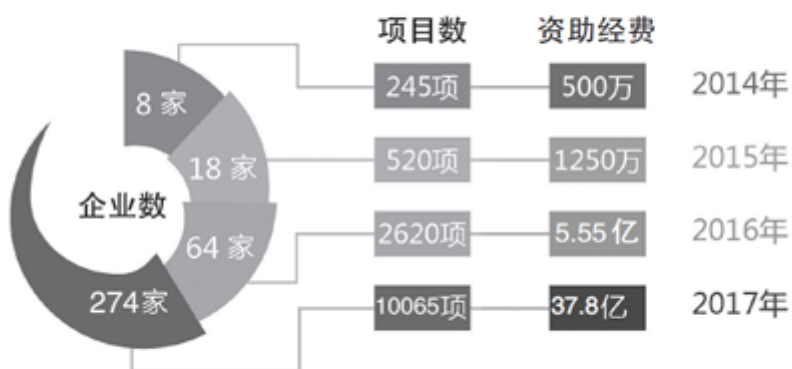 项目数 资助经费
8 家 245项 500万 2014年
18 家 520项 1250万 2015年
企业数
64 家 2620项 5.55 亿 2016年
274家 10065项 37.8亿 2017年